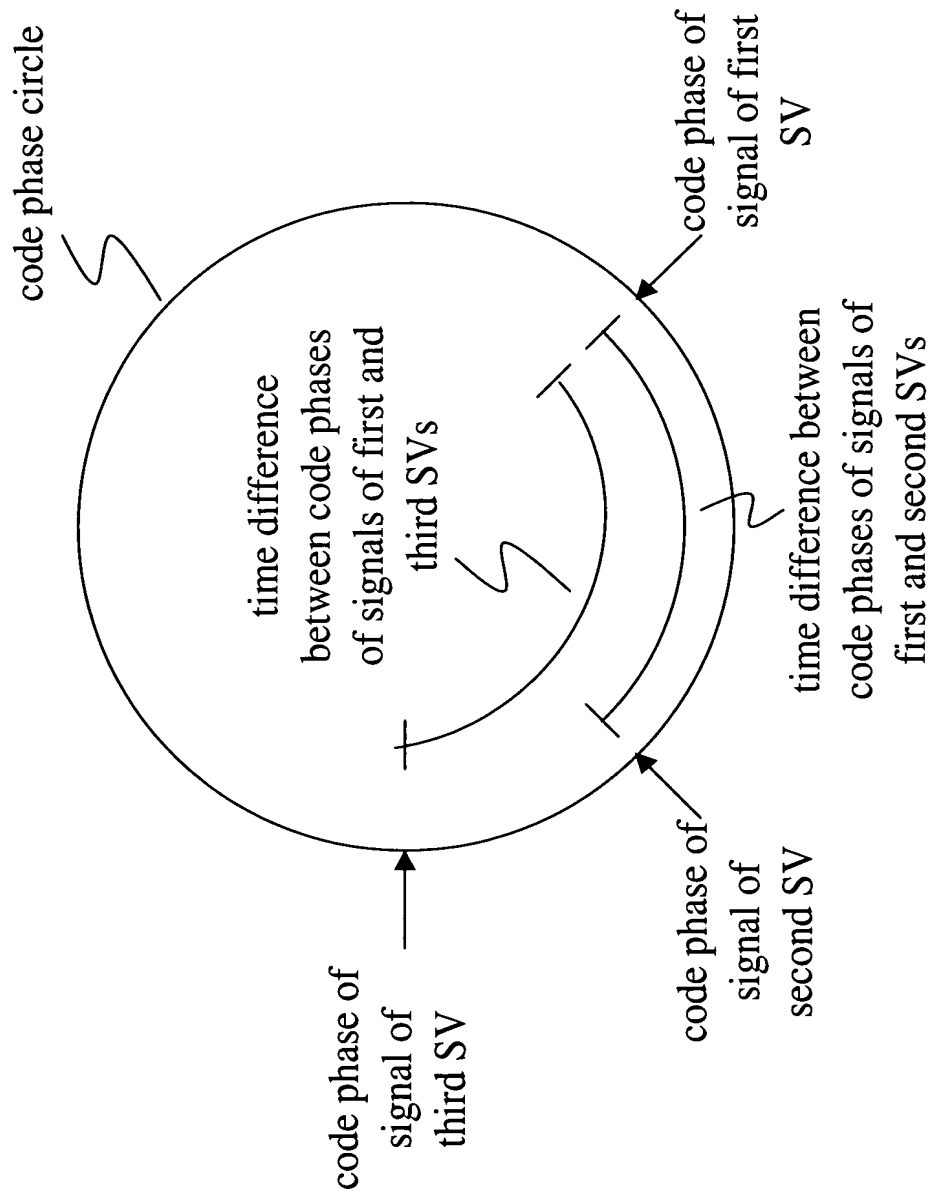 code phase circle
time difference
between code phases
of signals of first and
third SVs
code phase of
signal of
third SV
code phase of
signal of
second SV
time difference between
code phases of signals of
first and second SVs
code phase of
signal of first
SV